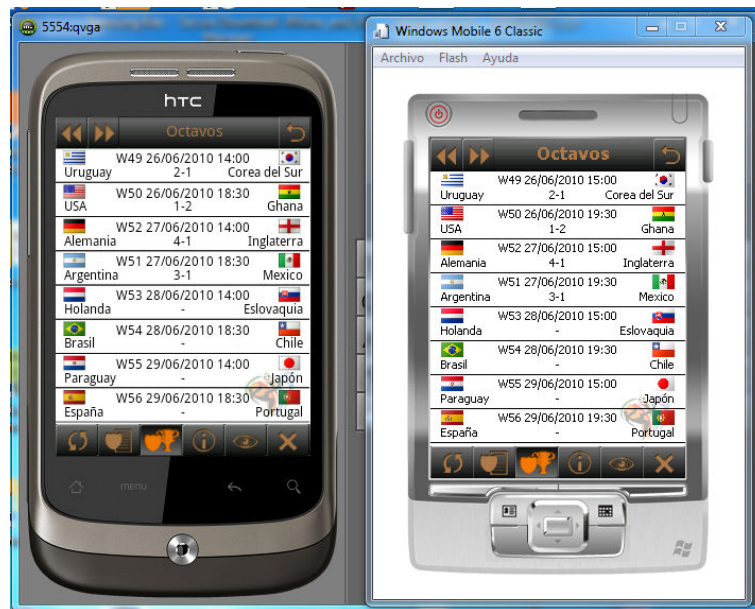 5554:qvga
hTC
Octavos
W49 26/06/2010 14:00
Uruguay 2-1 Corea del Sur
W50 26/06/2010 18:30
USA 1-2 Ghana
W52 27/06/2010 14:00
Alemania 4-1 Inglaterra
W51 27/06/2010 18:30
Argentina 3-1 Mexico
W53 28/06/2010 14:00
Holanda - Eslovaquia
W54 28/06/2010 18:30
Brasil - Chile
W55 29/06/2010 14:00
Paraguay - Japón
W56 29/06/2010 18:30
España - Portugal
MENU
Windows Mobile 6 Classic
Archivo Flash Ayuda
Octavos
W49 26/06/2010 15:00
Uruguay 2-1 Corea del Sur
W50 26/06/2010 19:30
USA 1-2 Ghana
W52 27/06/2010 15:00
Alemania 4-1 Inglaterra
W51 27/06/2010 19:30
Argentina 3-1 Mexico
W53 28/06/2010 15:00
Holanda - Eslovaquia
W54 28/06/2010 19:30
Brasil - Chile
W55 29/06/2010 15:00
Paraguay - Japón
W56 29/06/2010 19:30
España - Portugal